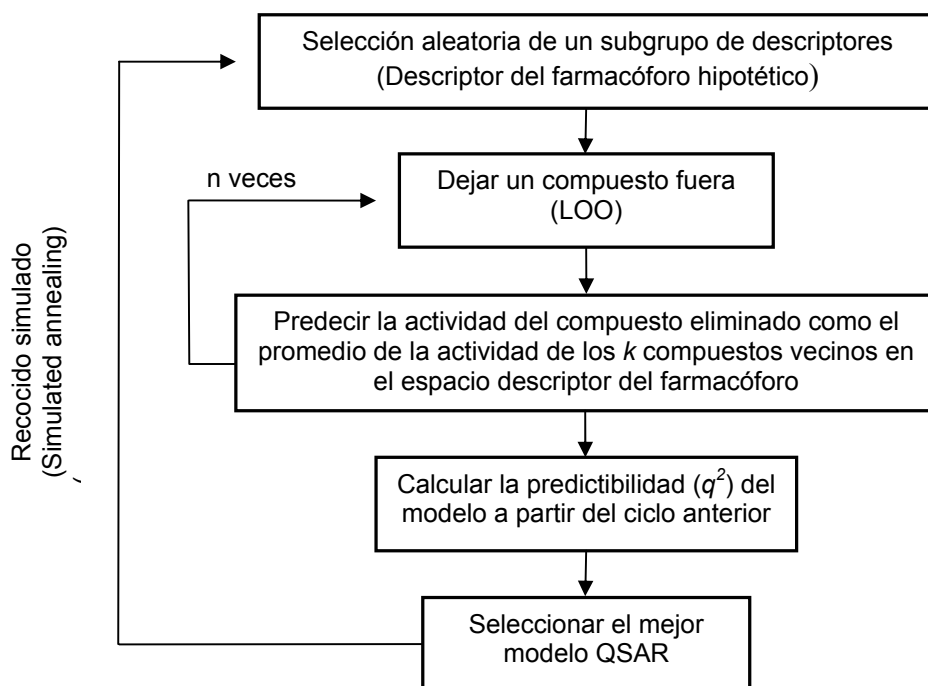 Selección aleatoria de un subgrupo de descriptores
(Descriptor del farmacóforo hipotético)
n veces
Dejar un compuesto fuera
(LOO)
Predecir la actividad del compuesto eliminado como el
promedio de la actividad de los k compuestos vecinos en
el espacio descriptor del farmacóforo
Calcular la predictibilidad (q²) del
modelo a partir del ciclo anterior
Seleccionar el mejor
modelo QSAR
Recocido simulado
(Simulated annealing)